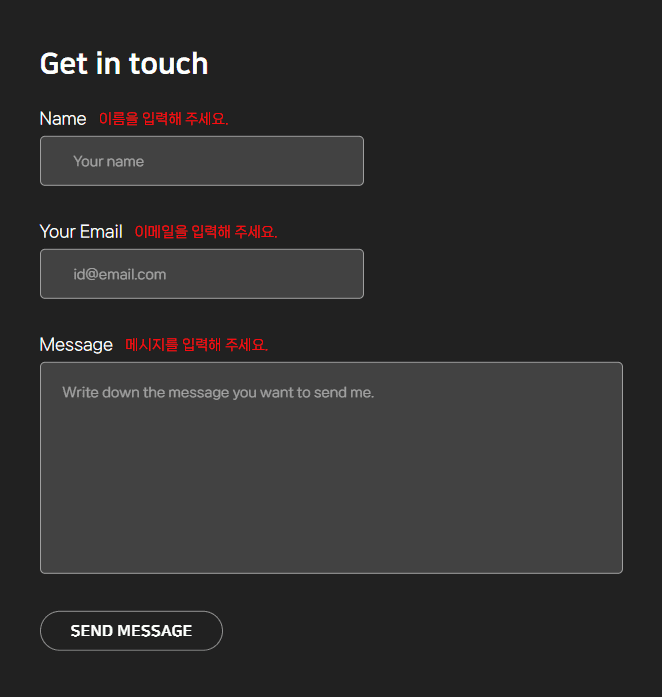 Get in touch
Name 이름을 입력해 주세요.
Your name
Your Email 이메일을 입력해 주세요.
id@email.com
Message 메시지를 입력해 주세요.
Write down the message you want to send me.
SEND MESSAGE